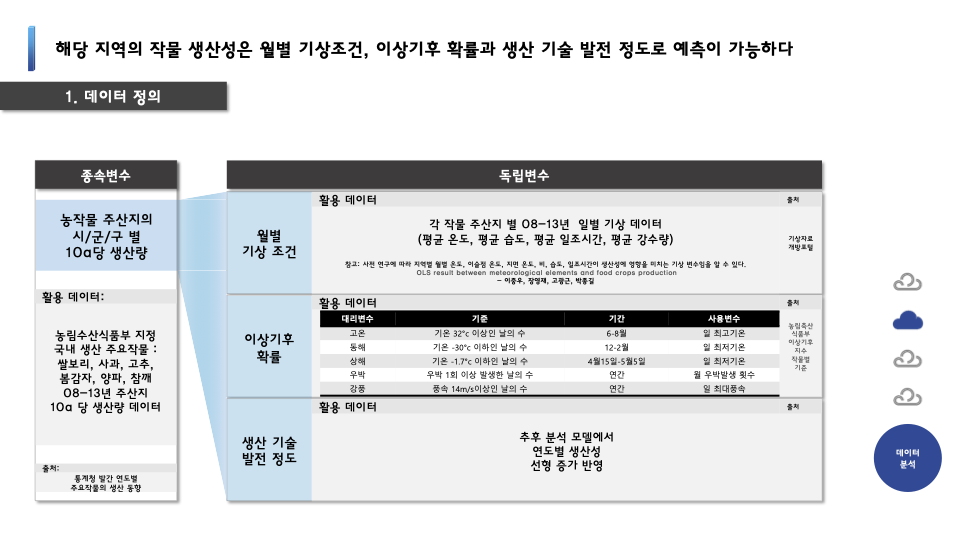 해당 지역의 작물 생산성은 월별 기상조건, 이상기후 확률과 생산 기술 발전 정도로 예측이 가능하다
1. 데이터 정의
종속변수
농작물 주산지의
시/군/구 별
10a당 생산량
활용 데이터:
농림수산식품부 지정
국내 생산 주요작물 :
쌀보리, 사과, 고추,
봄감자, 양파, 참깨
08-13년 주산지
10a 당 생산량 데이터
출처:
통계청 발간 연도별
주요작물의 생산 동향
독립변수
월별
기상 조건
활용 데이터
출처
각 작물 주산지 별 08-13년 일별 기상 데이터
(평균 온도, 평균 습도, 평균 일조시간, 평균 강수량)
기상자료
개방포털
참고: 사전 연구에 따라 지역별 월별 온도, 이슬점 온도, 지면 온도, 비, 습도, 일조시간이 생산성에 영향을 미치는 기상 변수임을 알 수 있다.
OLS result between meteorological elements and food crops production
- 이중우, 장영재, 고광근, 박종길
이상기후
확률
활용 데이터
출처
대리변수 기준 기간 사용변수
고온 기온 32°c 이상인 날의 수 6-8월 일 최고기온
동해 기온 -30°c 이하인 날의 수 12-2월 일 최저기온
상해 기온 -1.7°c 이하인 날의 수 4월15일-5월5일 일 최저기온
우박 우박 1회 이상 발생한 날의 수 연간 월 우박발생 횟수
강풍 풍속 14m/s이상인 날의 수 연간 일 최대풍속
농림축산
식품부
이상기후
지수
작물별
기준
생산 기술
발전 정도
활용 데이터
출처
추후 분석 모델에서
연도별 생산성
선형 증가 반영
데이터
분석